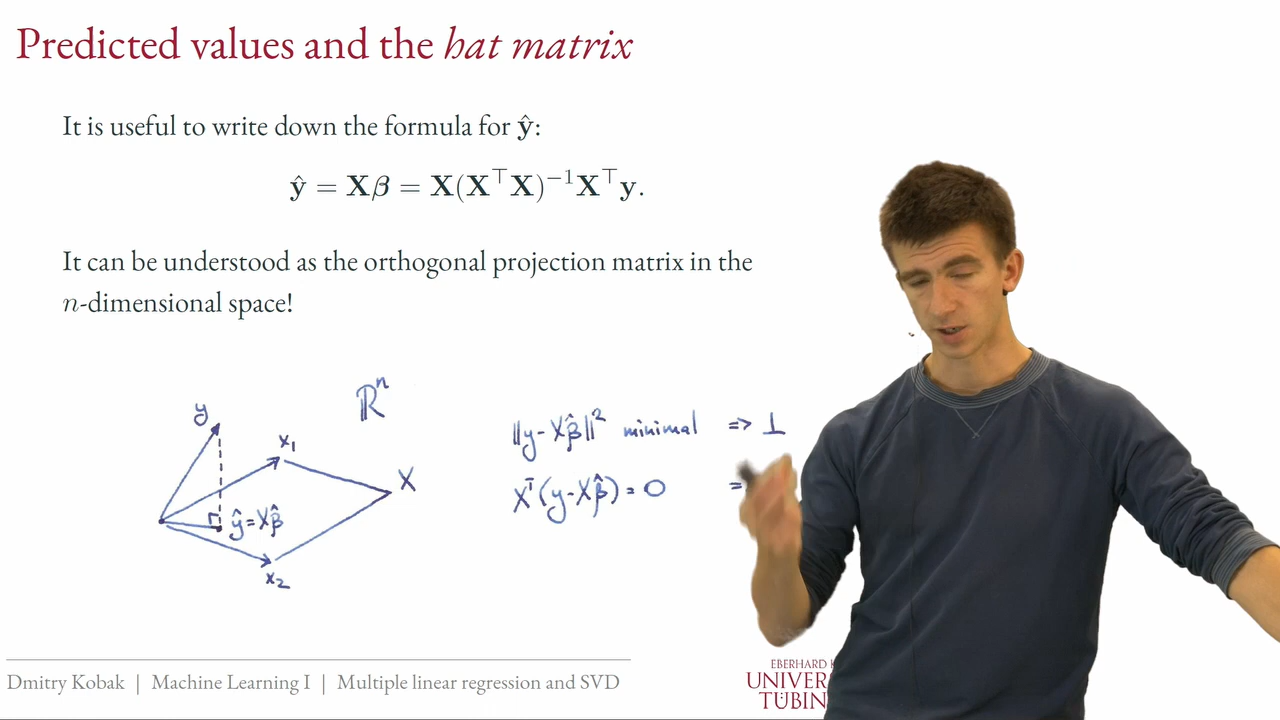 Predicted values and the hat matrix
It is useful to write down the formula for ŷ:
ŷ = Xβ = X(X⊤X)⁻¹X⊤y.
It can be understood as the orthogonal projection matrix in the
n-dimensional space!
ℝⁿ
y
x₁
X
ŷ=Xβ̂
x₂
‖y-Xβ̂‖² minimal => ⊥
Xᵀ(y-Xβ̂)=0 =
Dmitry Kobak | Machine Learning I | Multiple linear regression and SVD
EBERHARD
UNIVER
TÜBIN